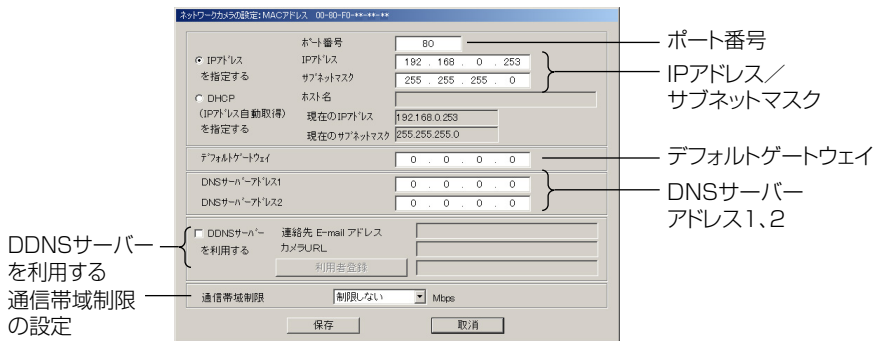 ネットワークカメラの設定：MACアドレス 00-80-F0-**-**-**
ポート番号 80
IPアドレス
を指定する
IPアドレス 192 . 168 . 0 . 253
サブネットマスク 255 . 255 . 255 . 0
DHCP
(IPアドレス自動取得)
を指定する
ホスト名
現在のIPアドレス 192.168.0.253
現在のサブネットマスク 255.255.255.0
デフォルトゲートウェイ 0 . 0 . 0 . 0
DNSサーバーアドレス1 0 . 0 . 0 . 0
DNSサーバーアドレス2 0 . 0 . 0 . 0
DDNSサーバー
を利用する
連絡先 E-mail アドレス
カメラURL
利用者登録
通信帯域制限 制限しない Mbps
保存 取消
ポート番号
IPアドレス／
サブネットマスク
デフォルトゲートウェイ
DNSサーバー
アドレス1、2
DDNSサーバー
を利用する
通信帯域制限
の設定